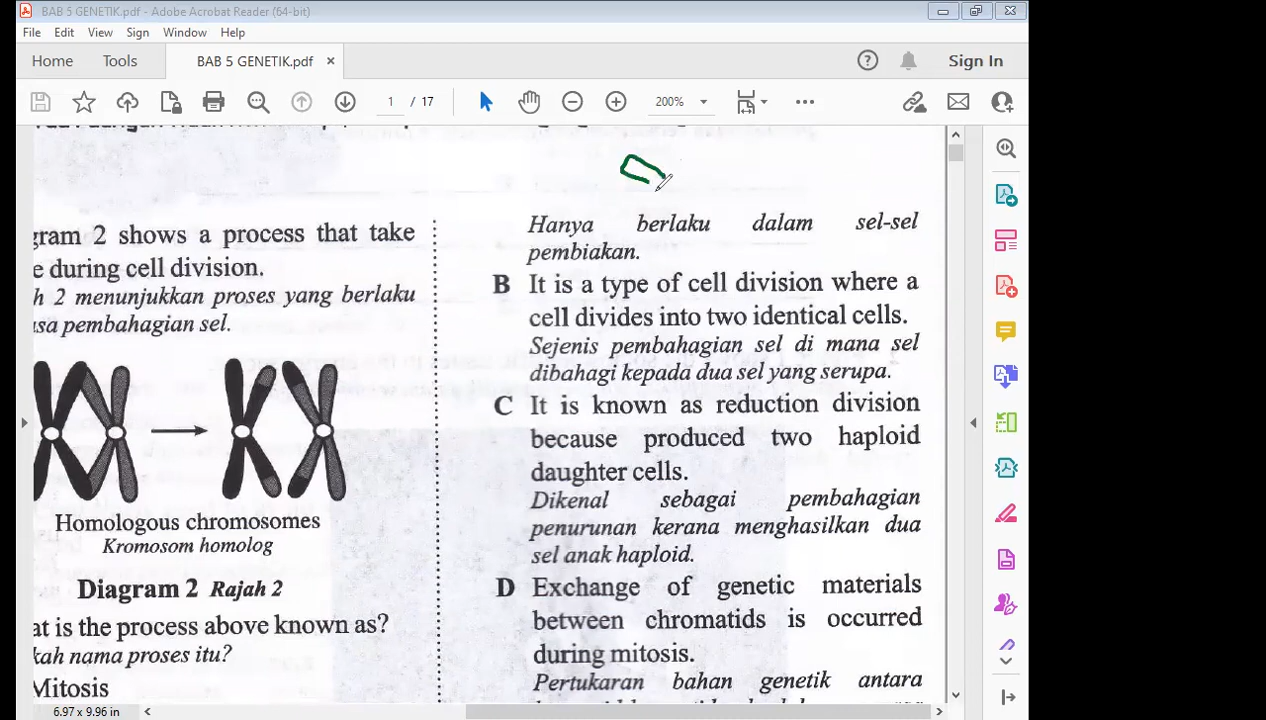 BAB 5 GENETIK.pdf - Adobe Acrobat Reader (64-bit)
File Edit View Sign Window Help
Home Tools BAB 5 GENETIK.pdf × Sign In
1 / 17 200%
gram 2 shows a process that take
e during cell division.
h 2 menunjukkan proses yang berlaku
asa pembahagian sel.
Homologous chromosomes
Kromosom homolog
Diagram 2 Rajah 2
at is the process above known as?
kah nama proses itu?
Mitosis
Hanya berlaku dalam sel-sel
pembiakan.
B It is a type of cell division where a
cell divides into two identical cells.
Sejenis pembahagian sel di mana sel
dibahagi kepada dua sel yang serupa.
C It is known as reduction division
because produced two haploid
daughter cells.
Dikenal sebagai pembahagian
penurunan kerana menghasilkan dua
sel anak haploid.
D Exchange of genetic materials
between chromatids is occurred
during mitosis.
Pertukaran bahan genetik antara
6.97 x 9.96 in